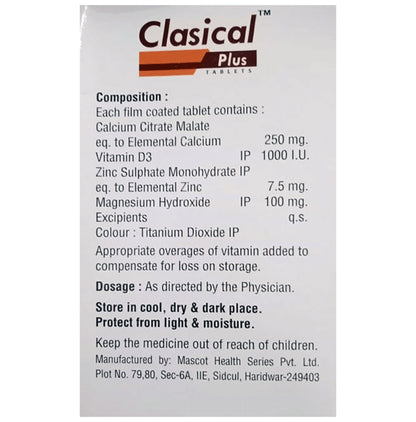 Clasical™
Plus
TABLETS
Composition :
Each film coated tablet contains :
Calcium Citrate Malate
eq. to Elemental Calcium 250 mg.
Vitamin D3 IP 1000 I.U.
Zinc Sulphate Monohydrate IP
eq. to Elemental Zinc 7.5 mg.
Magnesium Hydroxide IP 100 mg.
Excipients q.s.
Colour : Titanium Dioxide IP
Appropriate overages of vitamin added to
compensate for loss on storage.
Dosage : As directed by the Physician.
Store in cool, dry & dark place.
Protect from light & moisture.
Keep the medicine out of reach of children.
Manufactured by: Mascot Health Series Pvt. Ltd.
Plot No. 79,80, Sec-6A, IIE, Sidcul, Haridwar-249403